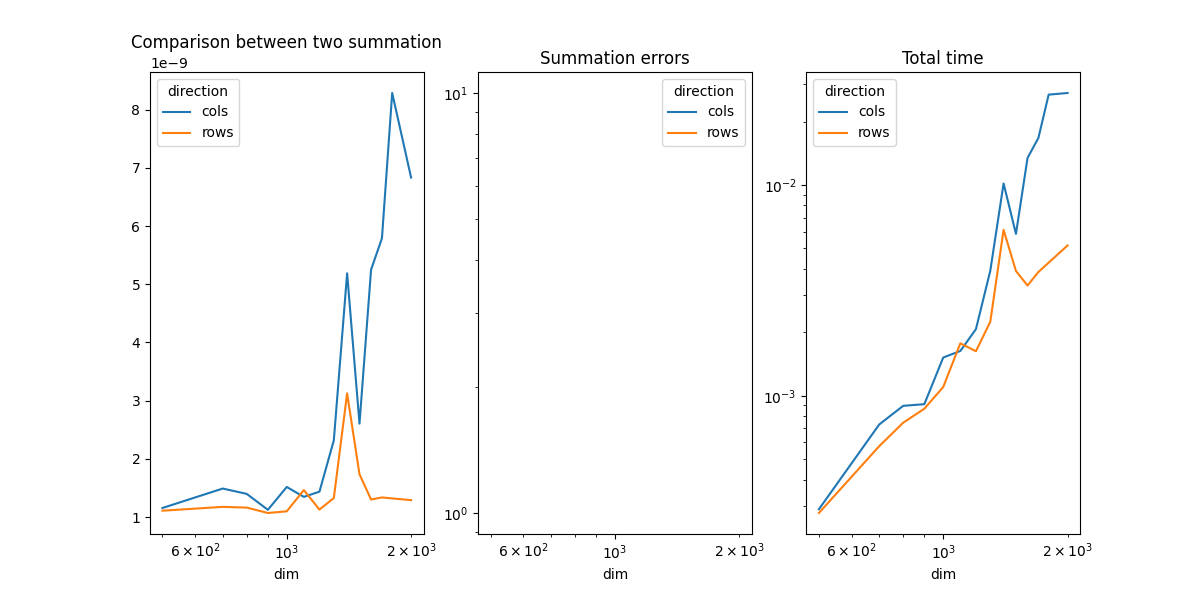 Comparison between two summation
1e−9
8
7
6
5
4
3
2
1
6 × 10²
10³
2 × 10³
dim
direction
cols
rows
Summation errors
10¹
10⁰
6 × 10²
10³
2 × 10³
dim
direction
cols
rows
Total time
10⁻²
10⁻³
6 × 10²
10³
2 × 10³
dim
direction
cols
rows